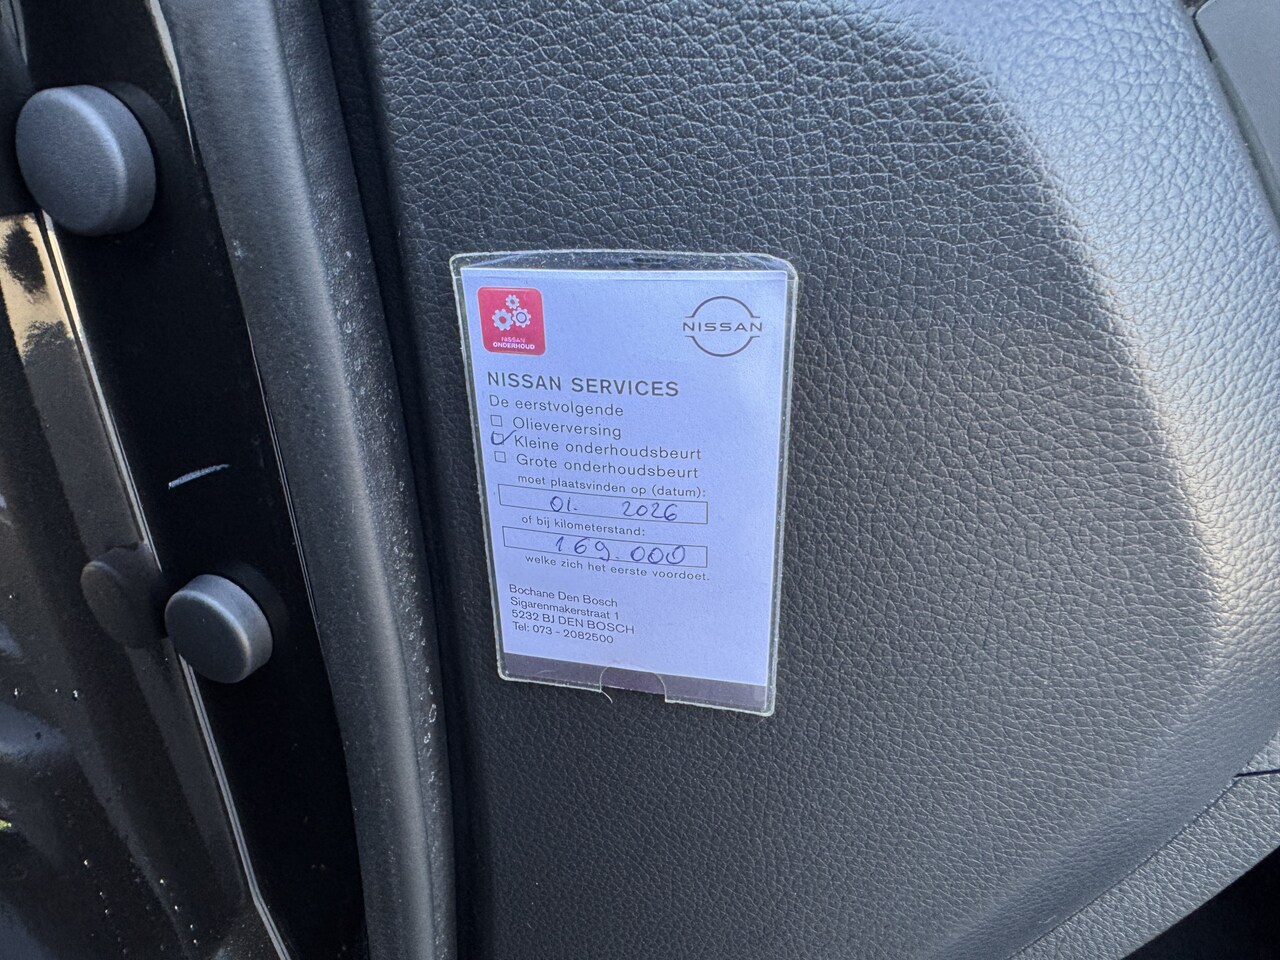 NISSAN
ONDERHOUD
NISSAN
NISSAN SERVICES
De eerstvolgende
Olieverversing
Kleine onderhoudsbeurt
Grote onderhoudsbeurt
moet plaatsvinden op (datum):
01. 2026
of bij kilometerstand:
169.000
welke zich het eerste voordoet.
Bochane Den Bosch
Sigarenmakerstraat 1
5232 BJ DEN BOSCH
Tel: 073 - 2082500